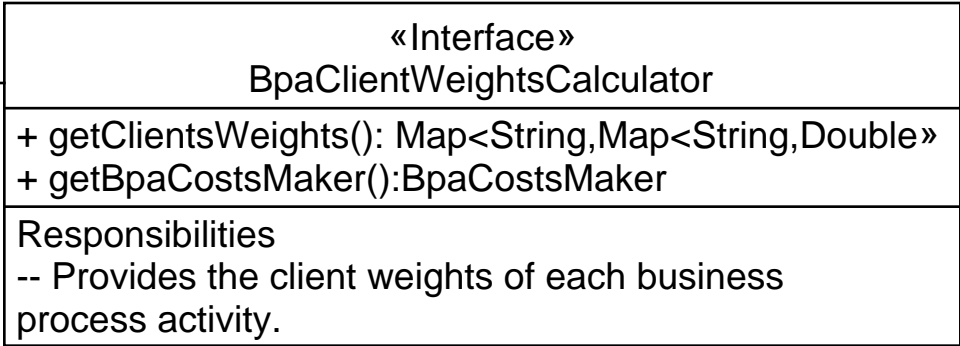 «Interface»
BpaClientWeightsCalculator
+ getClientsWeights(): Map<String,Map<String,Double»
+ getBpaCostsMaker():BpaCostsMaker
Responsibilities
-- Provides the client weights of each business
process activity.